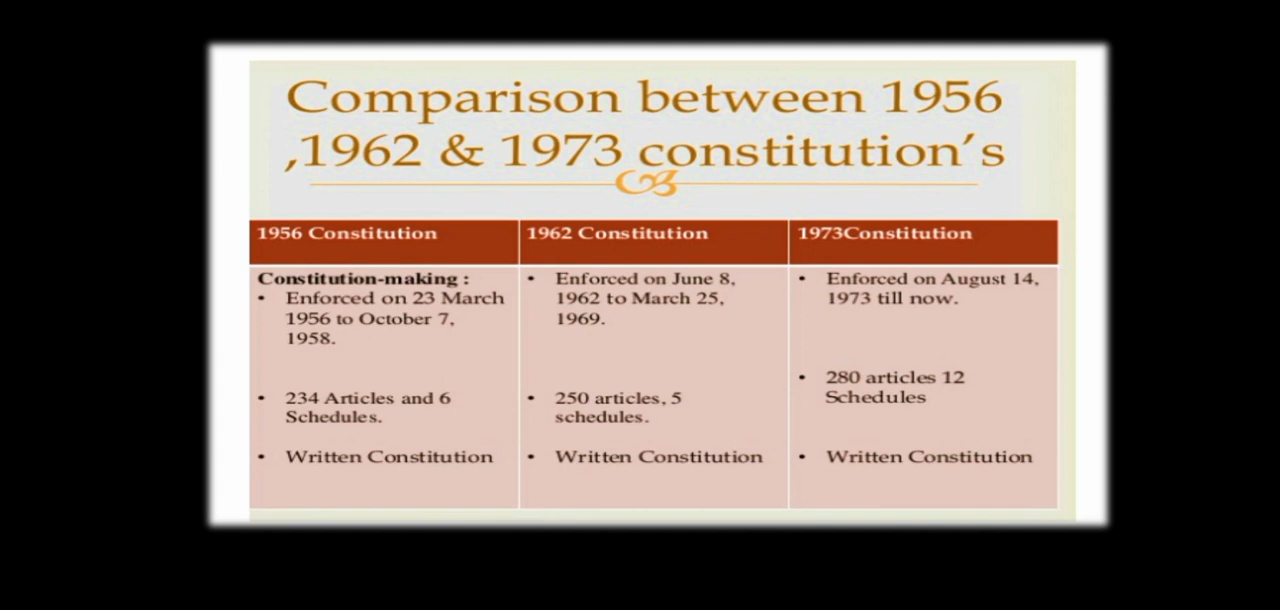 Comparison between 1956
,1962 & 1973 constitution's
1956 Constitution
1962 Constitution
1973Constitution
Constitution-making :
• Enforced on 23 March
1956 to October 7,
1958.
• 234 Articles and 6
Schedules.
• Written Constitution
• Enforced on June 8,
1962 to March 25,
1969.
• 250 articles, 5
schedules.
• Written Constitution
• Enforced on August 14,
1973 till now.
• 280 articles 12
Schedules
• Written Constitution